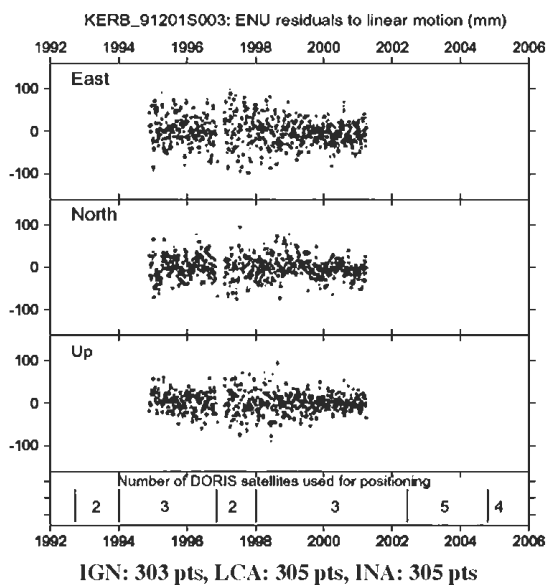 KERB_91201S003: ENU residuals to linear motion (mm)
1992 1994 1996 1998 2000 2002 2004 2006
East
100
0
-100
North
100
0
-100
Up
100
0
-100
Number of DORIS satellites used for positioning
2 3 2 3 5 4
1992 1994 1996 1998 2000 2002 2004 2006
IGN: 303 pts, LCA: 305 pts, INA: 305 pts